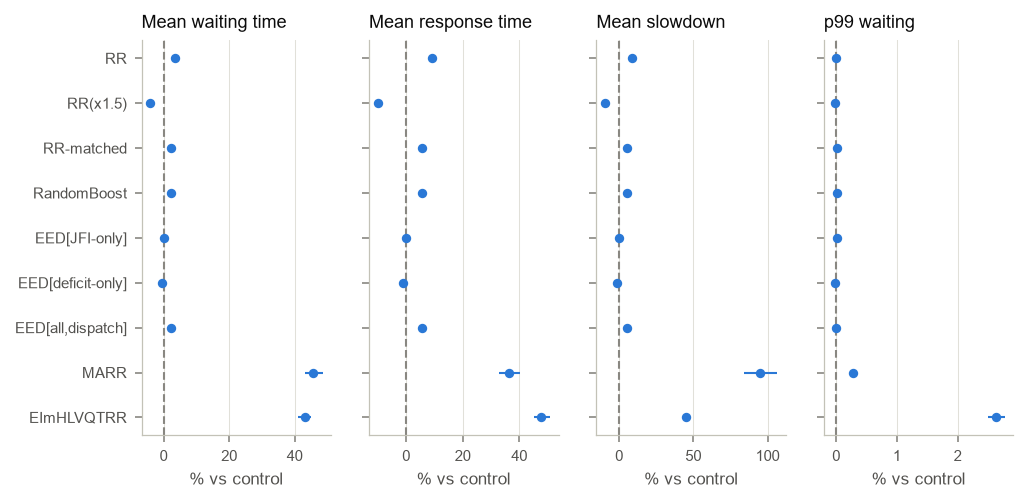 Mean waiting time
Mean response time
Mean slowdown
p99 waiting
RR
RR(x1.5)
RR-matched
RandomBoost
EED[JFI-only]
EED[deficit-only]
EED[all,dispatch]
MARR
ElmHLVQTRR
0 20 40
0 20 40
0 100
0 1 2
% vs control
% vs control
% vs control
% vs control